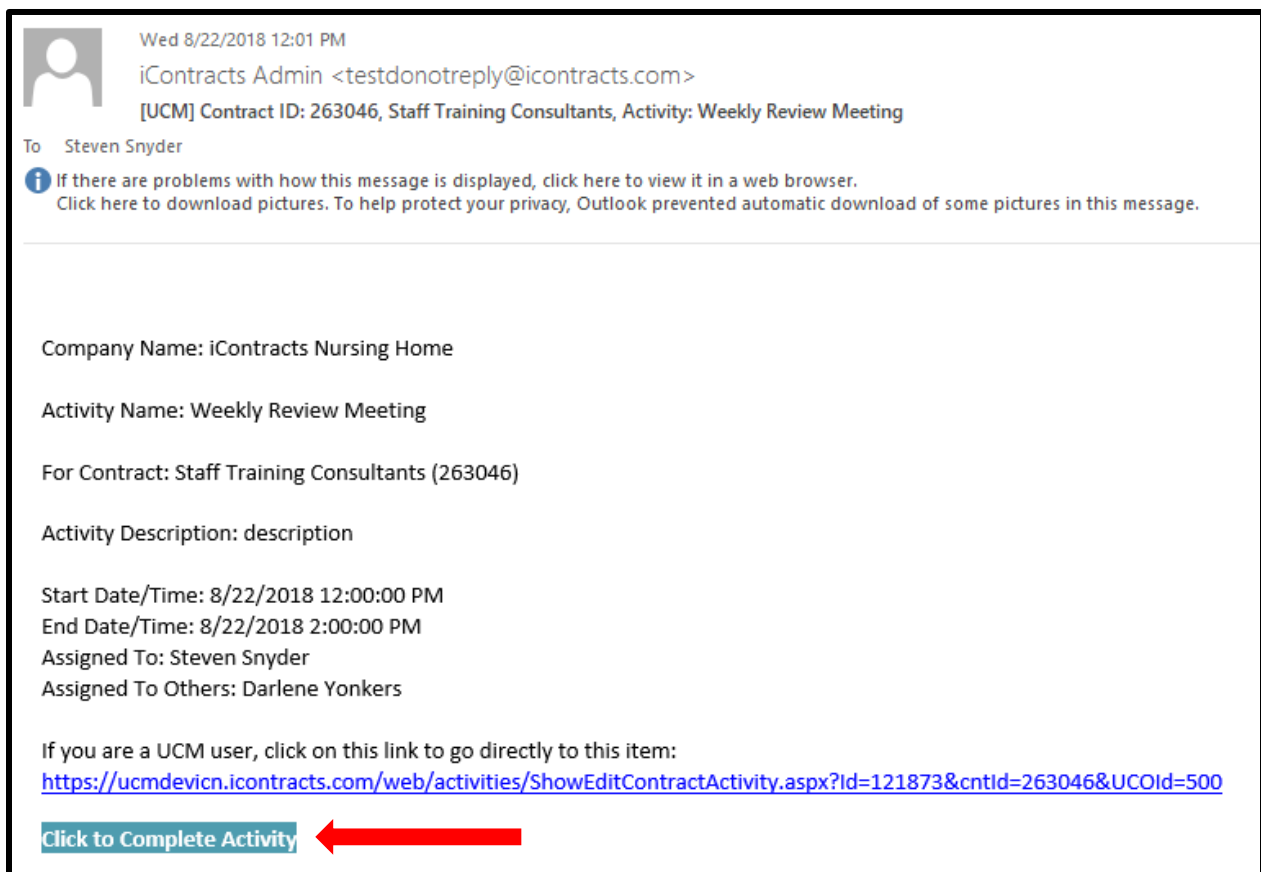 Wed 8/22/2018 12:01 PM
iContracts Admin <testdonotreply@icontracts.com>
[UCM] Contract ID: 263046, Staff Training Consultants, Activity: Weekly Review Meeting
To Steven Snyder
If there are problems with how this message is displayed, click here to view it in a web browser.
Click here to download pictures. To help protect your privacy, Outlook prevented automatic download of some pictures in this message.
Company Name: iContracts Nursing Home
Activity Name: Weekly Review Meeting
For Contract: Staff Training Consultants (263046)
Activity Description: description
Start Date/Time: 8/22/2018 12:00:00 PM
End Date/Time: 8/22/2018 2:00:00 PM
Assigned To: Steven Snyder
Assigned To Others: Darlene Yonkers
If you are a UCM user, click on this link to go directly to this item:
https://ucmdevicn.icontracts.com/web/activities/ShowEditContractActivity.aspx?Id=121873&cntId=263046&UCOId=500
Click to Complete Activity